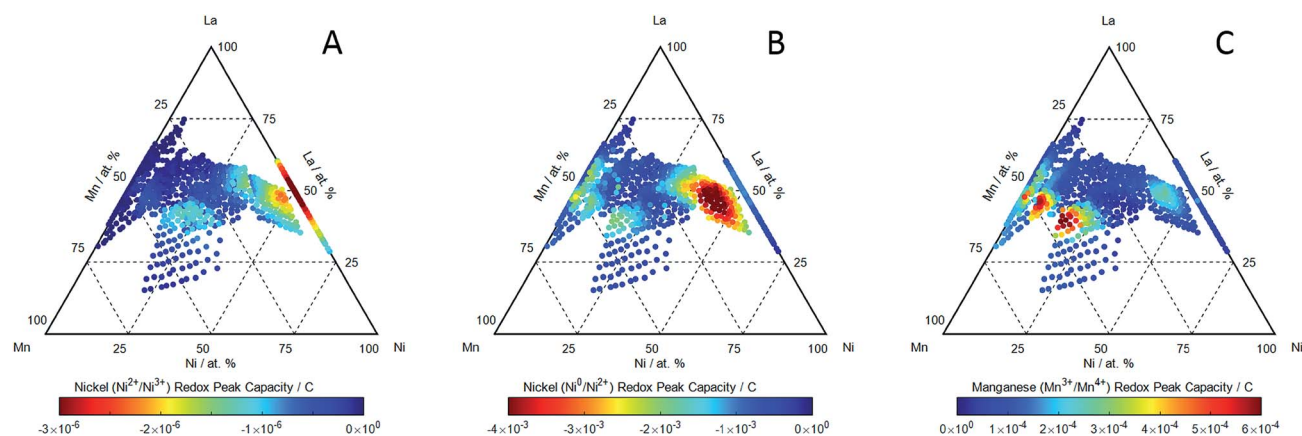 La
A
100
25
75
Mn / at. %
La / at. %
50
50
75
25
100
100
Mn
25
50
75
Ni
Ni / at. %
Nickel (Ni²⁺/Ni³⁺) Redox Peak Capacity / C
-3×10⁻⁶ -2×10⁻⁶ -1×10⁻⁶ 0×10⁰
La
B
100
25
75
Mn / at. %
La / at. %
50
50
75
25
100
100
Mn
25
50
75
Ni
Ni / at. %
Nickel (Ni⁰/Ni²⁺) Redox Peak Capacity / C
-4×10⁻³ -3×10⁻³ -2×10⁻³ -1×10⁻³ 0×10⁰
La
C
100
25
75
Mn / at. %
La / at. %
50
50
75
25
100
100
Mn
25
50
75
Ni
Ni / at. %
Manganese (Mn³⁺/Mn⁴⁺) Redox Peak Capacity / C
0×10⁰ 1×10⁻⁴ 2×10⁻⁴ 3×10⁻⁴ 4×10⁻⁴ 5×10⁻⁴ 6×10⁻⁴